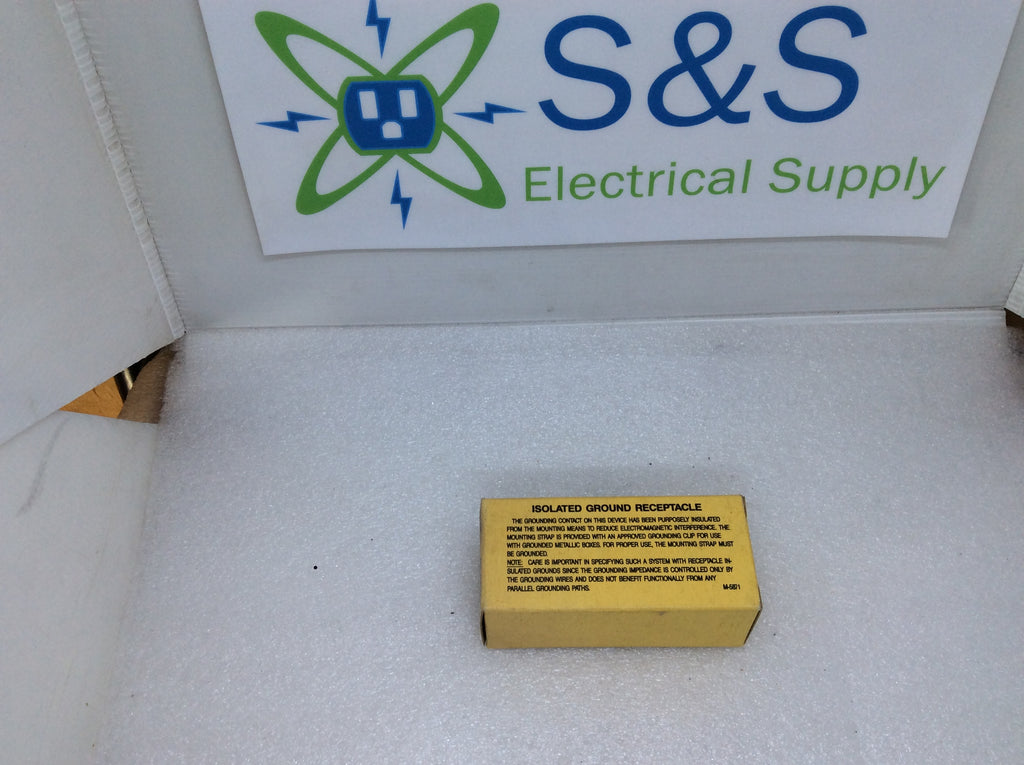 S&S
Electrical Supply
ISOLATED GROUND RECEPTACLE
THE GROUNDING CONTACT ON THIS DEVICE HAS BEEN PURPOSELY INSULATED
FROM THE MOUNTING MEANS TO REDUCE ELECTROMAGNETIC INTERFERENCE. THE
MOUNTING STRAP IS PROVIDED WITH AN APPROVED GROUNDING CLIP FOR USE
WITH GROUNDED METALLIC BOXES. FOR PROPER USE, THE MOUNTING STRAP MUST
BE GROUNDED.
NOTE: CARE IS IMPORTANT IN SPECIFYING SUCH A SYSTEM WITH RECEPTACLE IN-
SULATED GROUNDS SINCE THE GROUNDING IMPEDANCE IS CONTROLLED ONLY BY
THE GROUNDING WIRES AND DOES NOT BENEFIT FUNCTIONALLY FROM ANY
PARALLEL GROUNDING PATHS. M-5871